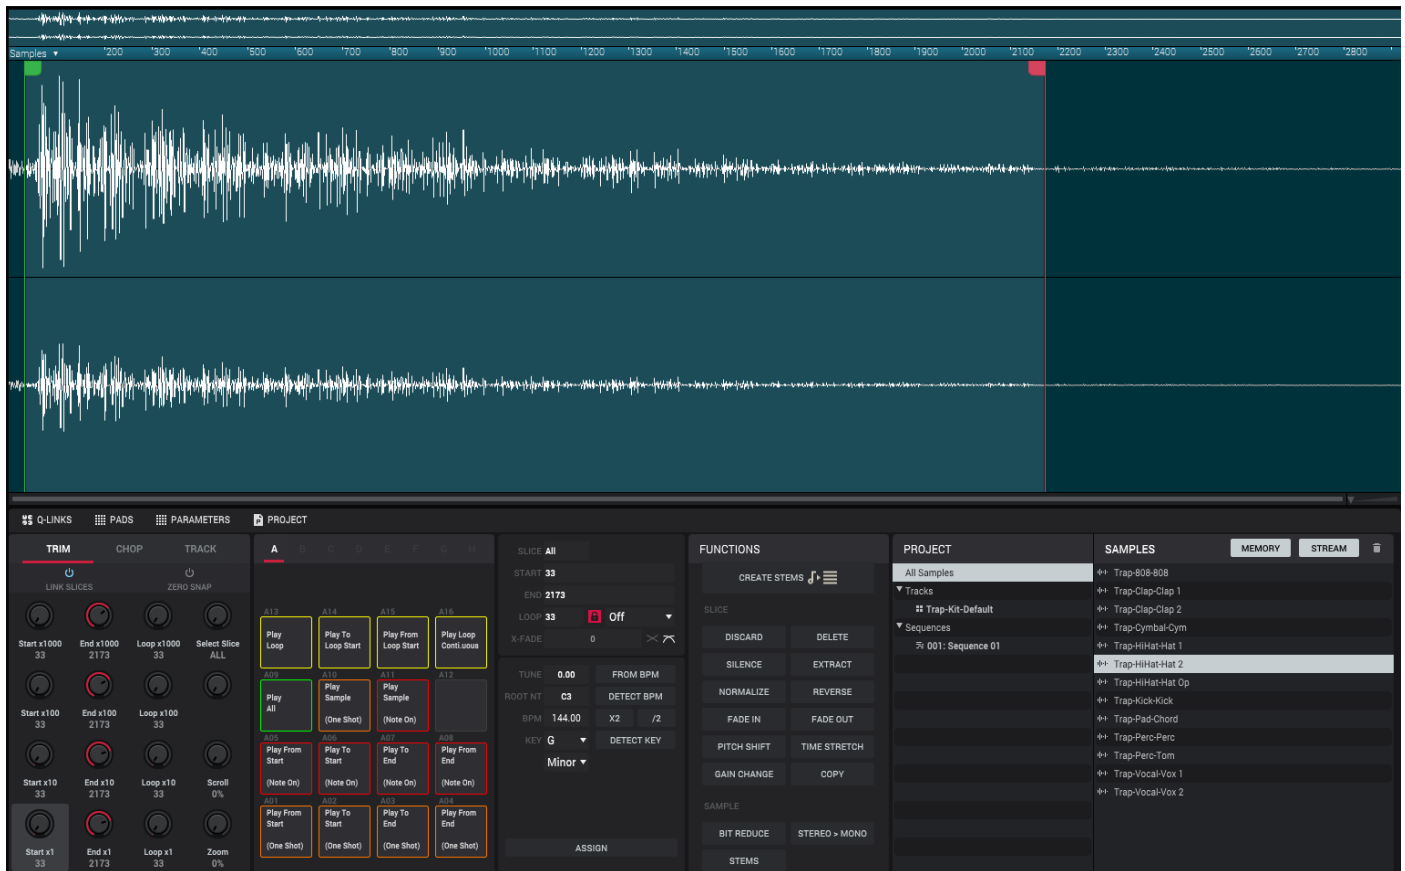 Samples ▼ '200 '300 '400 '500 '600 '700 '800 '900 '1000 '1100 '1200 '1300 '1400 '1500 '1600 '1700 '1800 '1900 '2000 '2100 '2200 '2300 '2400 '2500 '2600 '2700 '2800
Q-LINKS PADS PARAMETERS PROJECT
TRIM CHOP TRACK
LINK SLICES ZERO SNAP
Start x1000 End x1000 Loop x1000 Select Slice
33 2173 33 ALL
Start x100 End x100 Loop x100
33 2173 33
Start x10 End x10 Loop x10 Scroll
33 2173 33 0%
Start x1 End x1 Loop x1 Zoom
33 2173 33 0%
A B C D E F G H
A13 A14 A15 A16
Play Play To Play From Play Loop
Loop Loop Start Loop Start Conti.uous
A09 A10 A11 A12
Play Play Play
All Sample Sample
(One Shot) (Note On)
A05 A06 A07 A08
Play From Play To Play To Play From
Start Start End End
(Note On) (Note On) (Note On) (Note On)
A01 A02 A03 A04
Play From Play To Play To Play From
Start Start End End
(One Shot) (One Shot) (One Shot) (One Shot)
SLICE All
START 33
END 2173
LOOP 33 Off
X-FADE 0
TUNE 0.00 FROM BPM
ROOT NT C3 DETECT BPM
BPM 144.00 X2 /2
KEY G DETECT KEY
Minor
ASSIGN
FUNCTIONS
CREATE STEMS
SLICE
DISCARD DELETE
SILENCE EXTRACT
NORMALIZE REVERSE
FADE IN FADE OUT
PITCH SHIFT TIME STRETCH
GAIN CHANGE COPY
SAMPLE
BIT REDUCE STEREO > MONO
STEMS
PROJECT
All Samples
Tracks
Trap-Kit-Default
Sequences
001: Sequence 01
SAMPLES MEMORY STREAM
Trap-808-808
Trap-Clap-Clap 1
Trap-Clap-Clap 2
Trap-Cymbal-Cym
Trap-HiHat-Hat 1
Trap-HiHat-Hat 2
Trap-HiHat-Hat Op
Trap-Kick-Kick
Trap-Pad-Chord
Trap-Perc-Perc
Trap-Perc-Tom
Trap-Vocal-Vox 1
Trap-Vocal-Vox 2